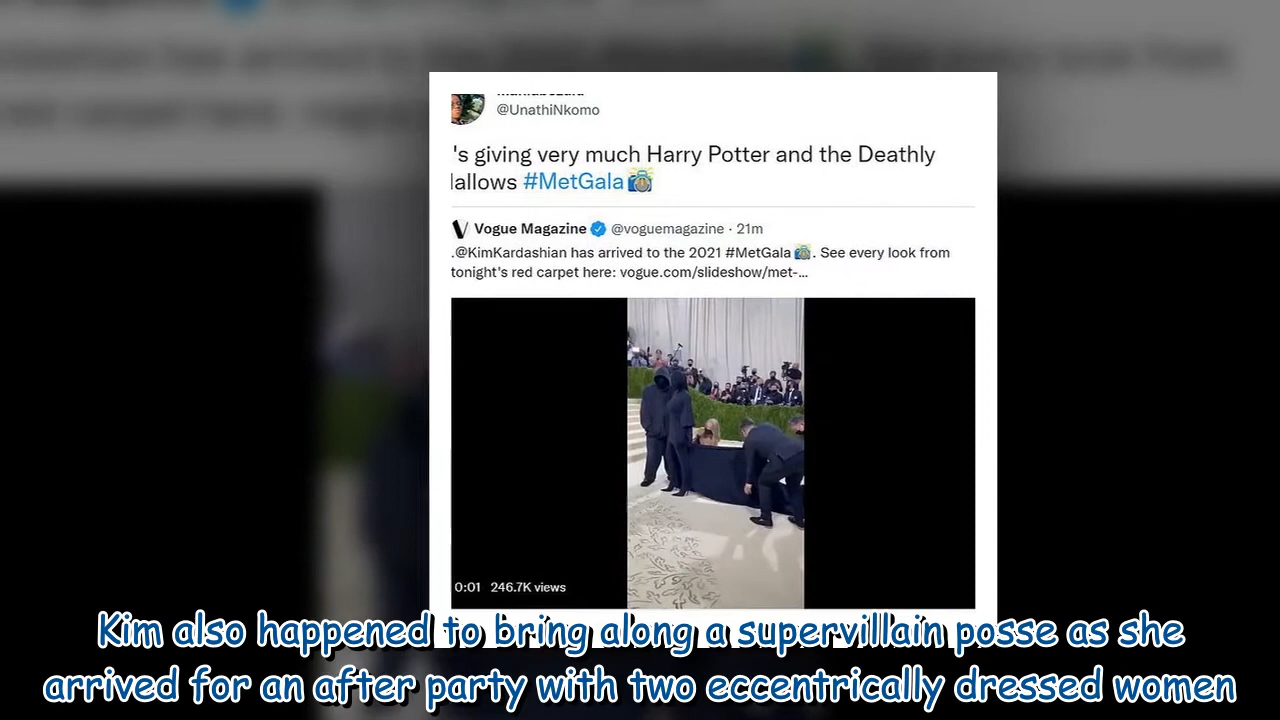 @UnathiNkomo
's giving very much Harry Potter and the Deathly
lallows #MetGala
Vogue Magazine @voguemagazine · 21m
.@KimKardashian has arrived to the 2021 #MetGala . See every look from
tonight's red carpet here: vogue.com/slideshow/met-...
0:01 246.7K views
Kim also happened to bring along a supervillain posse as she
arrived for an after party with two eccentrically dressed women